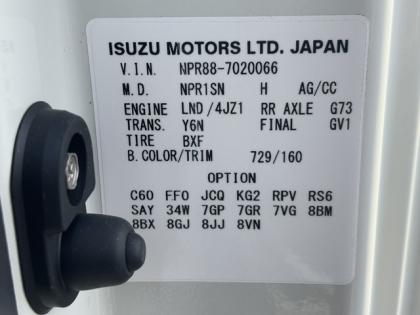 ISUZU MOTORS LTD. JAPAN
V.I.N. NPR88-7020066
M.D. NPR1SN H AG/CC
ENGINE LND/4JZ1 RR AXLE G73
TRANS. Y6N FINAL GV1
TIRE BXF
B.COLOR/TRIM 729/160
OPTION
C60 FF0 JCQ KG2 RPV RS6
SAY 34W 7GP 7GR 7VG 8BM
8BX 8GJ 8JJ 8VN